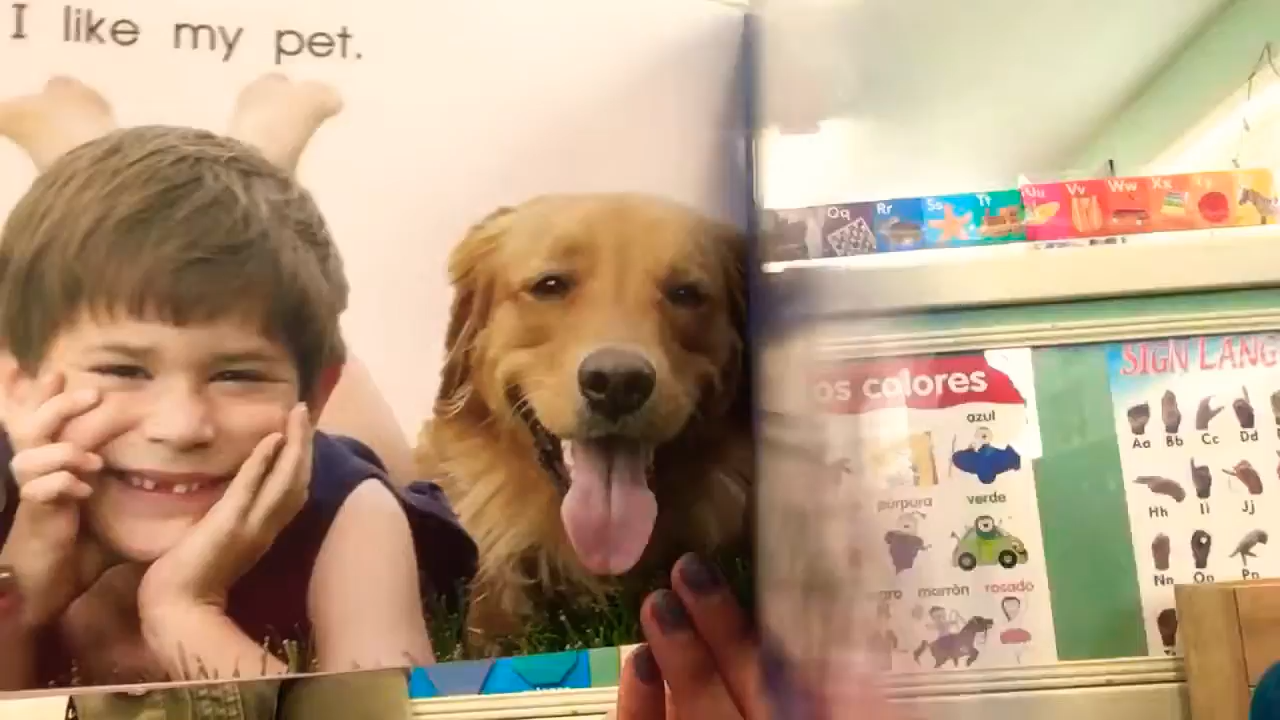 I like my pet.
Qq Rr Ss Tt Uu Vv Ww Xx
os colores
azul
púrpura verde
gro marrón rosado
SIGN LANG
Aa Bb Cc Dd
Hh Ii Jj
Nn Oo Pp